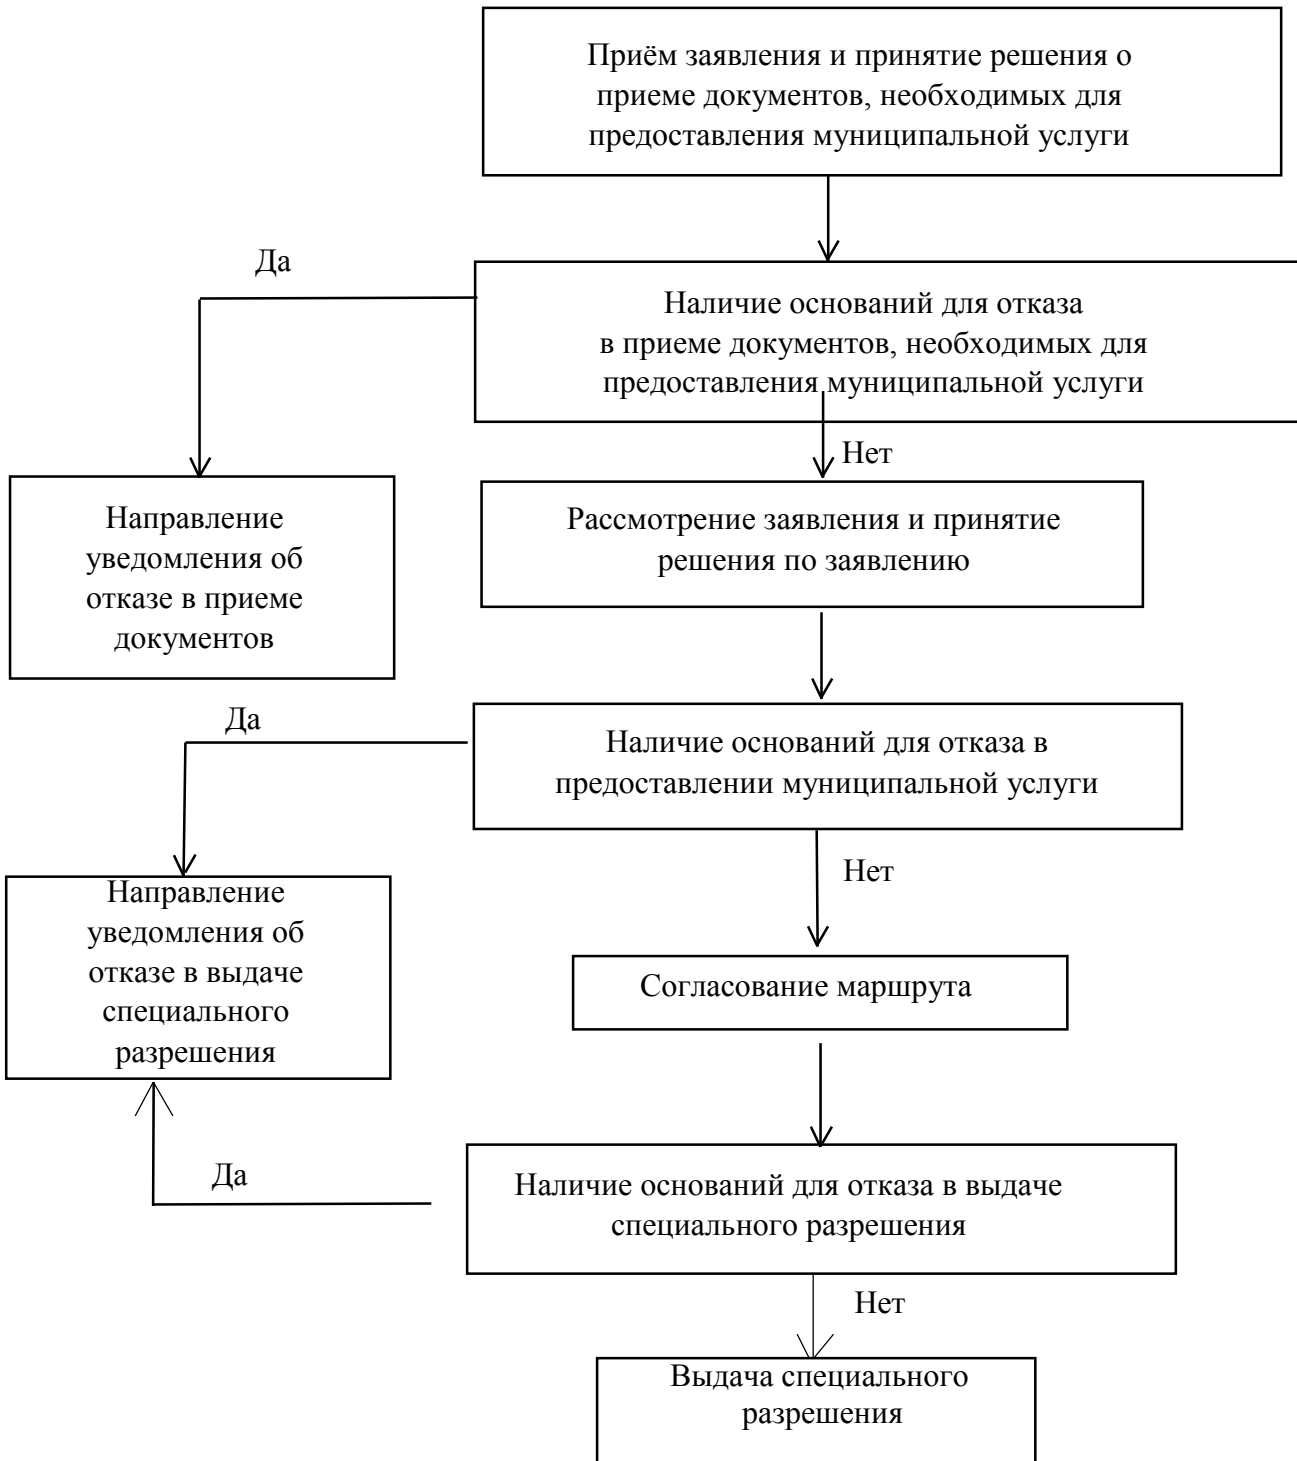 Приём заявления и принятие решения о
приеме документов, необходимых для
предоставления муниципальной услуги
Да
Наличие оснований для отказа
в приеме документов, необходимых для
предоставления муниципальной услуги
Нет
Направление
уведомления об
отказе в приеме
документов
Рассмотрение заявления и принятие
решения по заявлению
Да
Наличие оснований для отказа в
предоставлении муниципальной услуги
Нет
Направление
уведомления об
отказе в выдаче
специального
разрешения
Согласование маршрута
Да
Наличие оснований для отказа в выдаче
специального разрешения
Нет
Выдача специального
разрешения